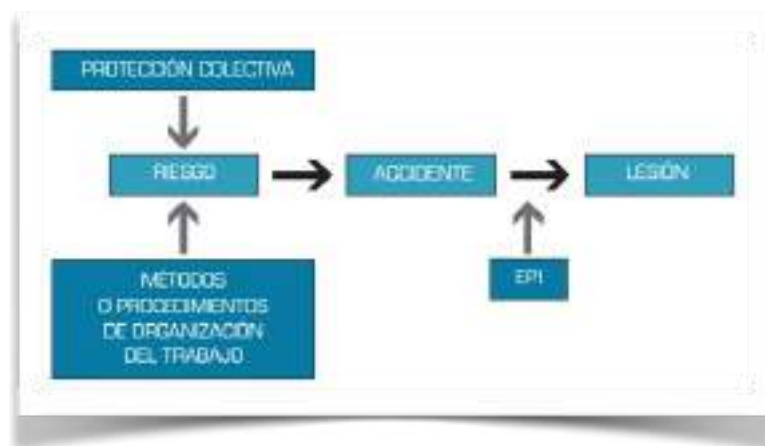 PROTECCIÓN COLECTIVA
RIESGO
ACCIDENTE
LESIÓN
MÉTODOS
O PROCEDIMIENTOS
DE ORGANIZACIÓN
DEL TRABAJO
EPI